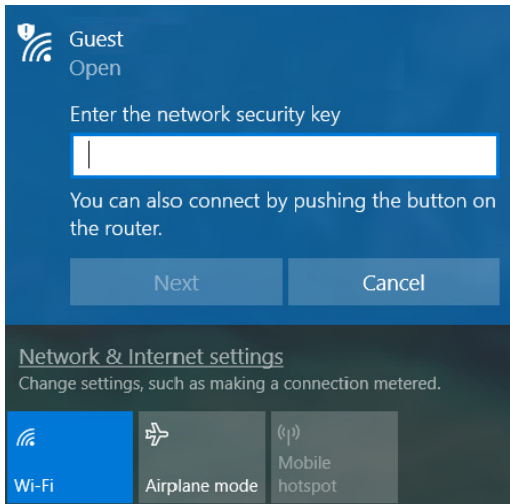 Guest
Open
Enter the network security key
You can also connect by pushing the button on
the router.
Next
Cancel
Network & Internet settings
Change settings, such as making a connection metered.
Wi-Fi
Airplane mode
Mobile
hotspot